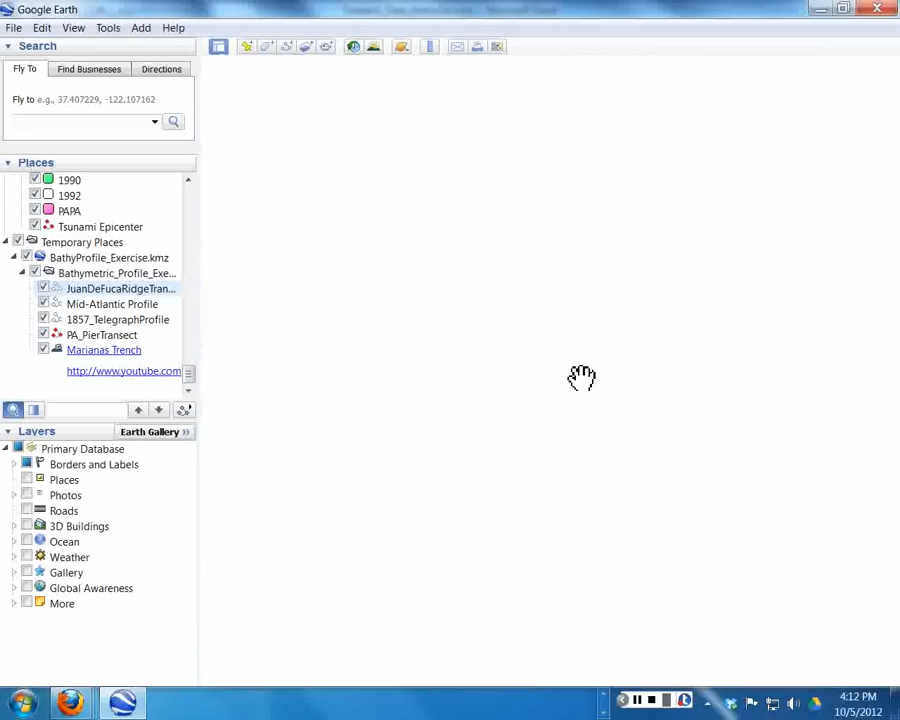 Google Earth
File Edit View Tools Add Help
Search
Fly To Find Businesses Directions
Fly to e.g., 37.407229, -122.107162
Places
1990
1992
PAPA
Tsunami Epicenter
Temporary Places
BathyProfile_Exercise.kmz
Bathymetric_Profile_Exe...
JuanDeFucaRidgeTran...
Mid-Atlantic Profile
1857_TelegraphProfile
PA_PierTransect
Marianas Trench
http://www.youtube.com
Layers
Earth Gallery >>
Primary Database
Borders and Labels
Places
Photos
Roads
3D Buildings
Ocean
Weather
Gallery
Global Awareness
More
4:12 PM
10/5/2012